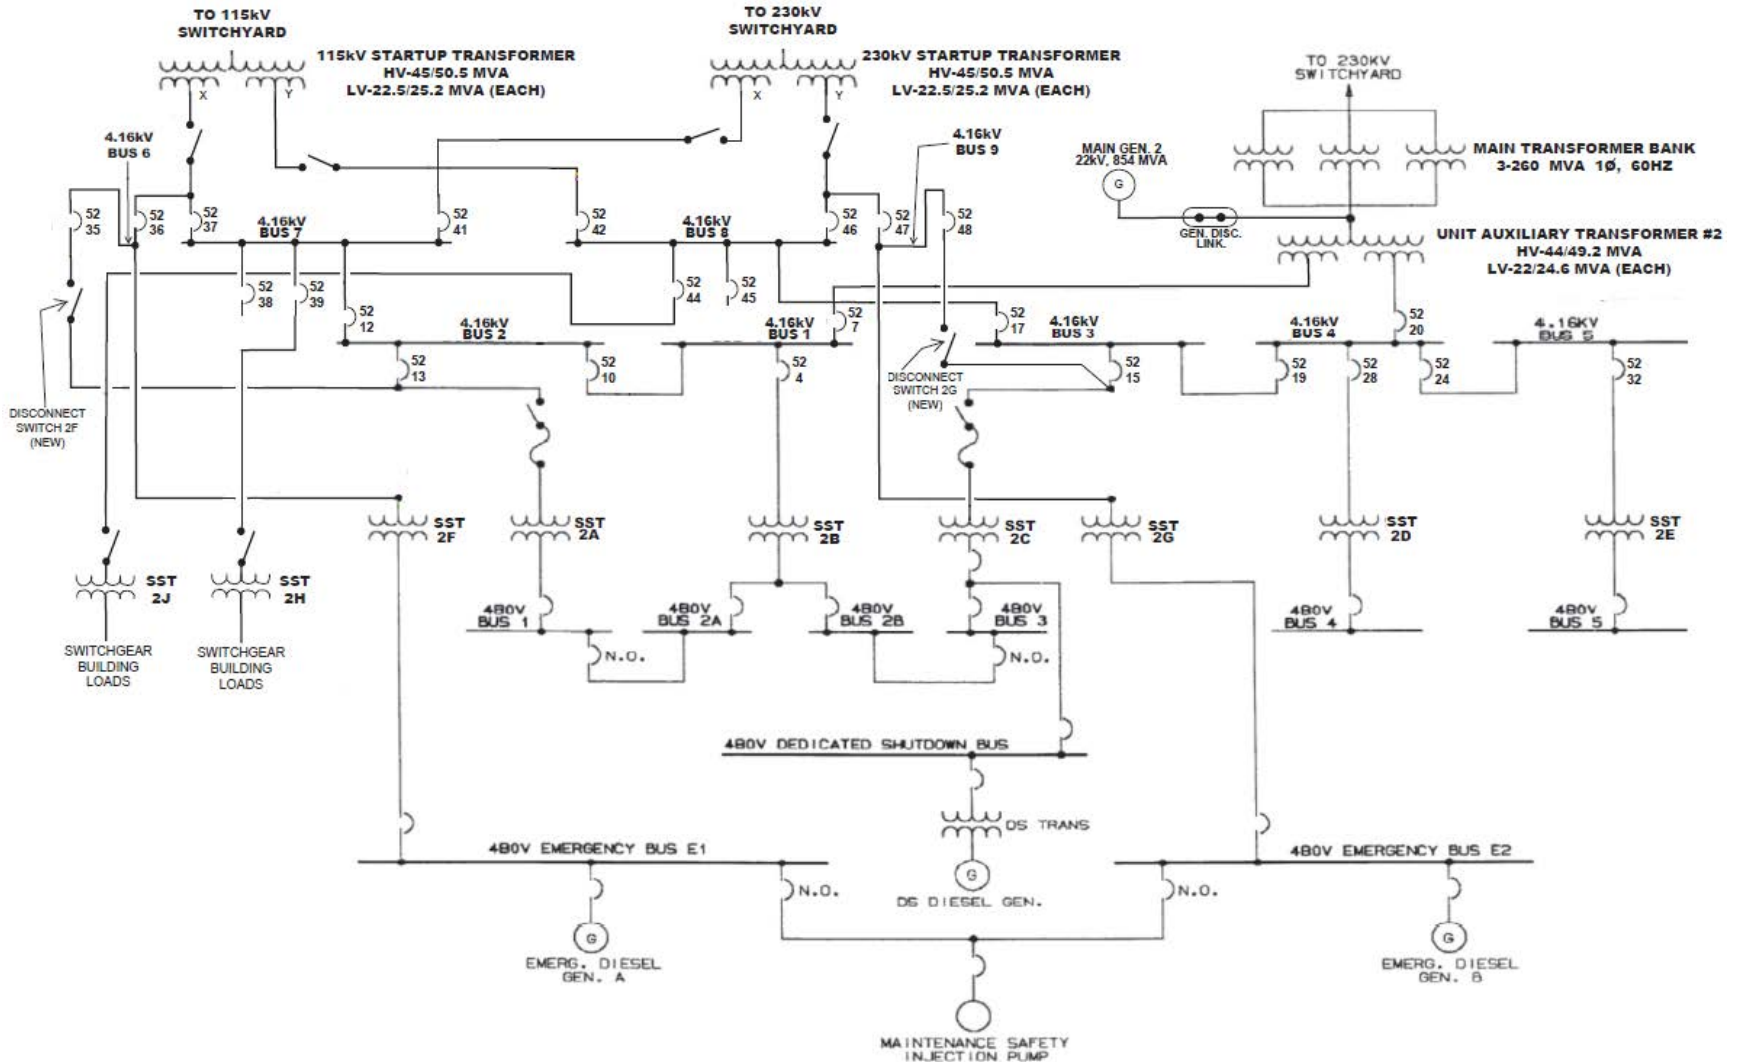 TO 115kV
SWITCHYARD
115kV STARTUP TRANSFORMER
HV-45/50.5 MVA
LV-22.5/25.2 MVA (EACH)
X
Y
TO 230kV
SWITCHYARD
230kV STARTUP TRANSFORMER
HV-45/50.5 MVA
LV-22.5/25.2 MVA (EACH)
X
Y
TO 230KV
SWITCHYARD
MAIN TRANSFORMER BANK
3-260 MVA 1Ø, 60HZ
MAIN GEN. 2
22kV, 854 MVA
G
GEN. DISC.
LINK.
UNIT AUXILIARY TRANSFORMER #2
HV-44/49.2 MVA
LV-22/24.6 MVA (EACH)
4.16kV
BUS 6
4.16kV
BUS 9
52
35
52
36
52
37
4.16kV
BUS 7
52
41
52
42
4.16kV
BUS 8
52
46
52
47
52
48
52
38
52
39
52
44
52
45
52
12
4.16kV
BUS 2
4.16kV
BUS 1
52
7
52
17
4.16kV
BUS 3
4.16kV
BUS 4
52
20
4.16KV
BUS 5
52
13
52
10
52
4
52
15
52
19
52
28
52
24
52
32
DISCONNECT
SWITCH 2F
(NEW)
DISCONNECT
SWITCH 2G
(NEW)
SST
2F
SST
2A
SST
2B
SST
2C
SST
2G
SST
2D
SST
2E
SST
2J
SST
2H
SWITCHGEAR
BUILDING
LOADS
SWITCHGEAR
BUILDING
LOADS
480V
BUS 1
N.O.
480V
BUS 2A
480V
BUS 2B
480V
BUS 3
N.O.
480V
BUS 4
480V
BUS 5
480V DEDICATED SHUTDOWN BUS
DS TRANS
G
DS DIESEL GEN.
480V EMERGENCY BUS E1
N.O.
G
EMERG. DIESEL
GEN. A
480V EMERGENCY BUS E2
N.O.
G
EMERG. DIESEL
GEN. B
MAINTENANCE SAFETY
INJECTION PUMP